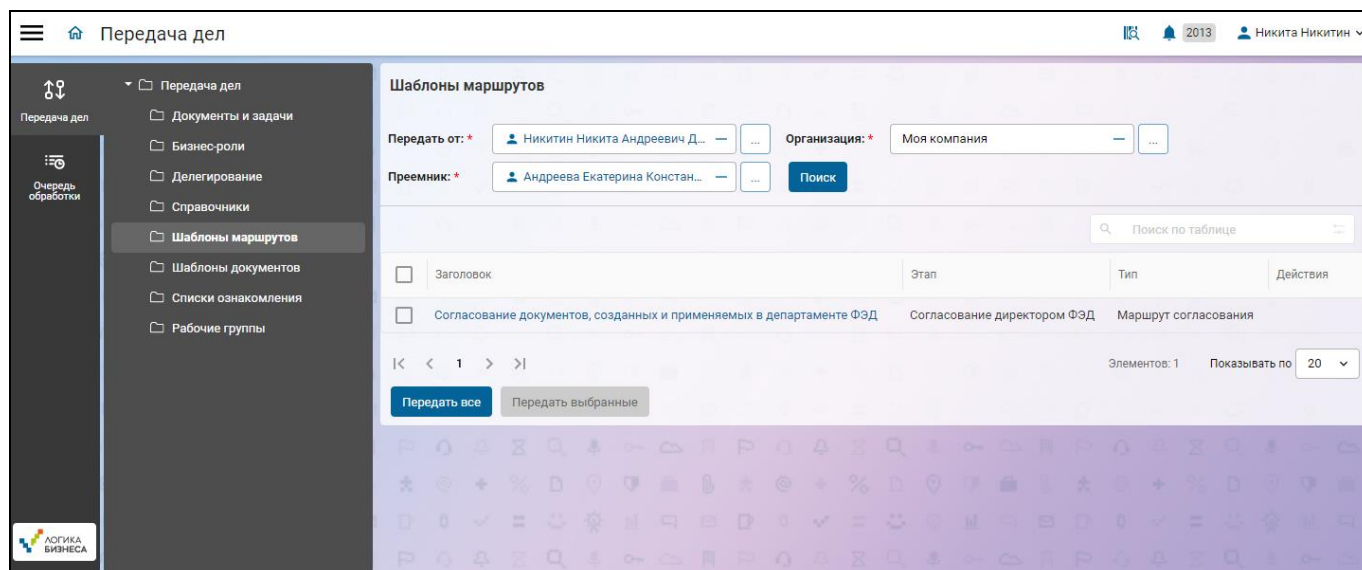 Передача дел
2013
Никита Никитин
Передача дел
Очередь
обработки
Передача дел
Документы и задачи
Бизнес-роли
Делегирование
Справочники
Шаблоны маршрутов
Шаблоны документов
Списки ознакомления
Рабочие группы
Шаблоны маршрутов
Передать от: * Никитин Никита Андреевич Д... ... Организация: * Моя компания ...
Преемник: * Андреева Екатерина Констан... ... Поиск
Поиск по таблице
Заголовок Этап Тип Действия
Согласование документов, созданных и применяемых в департаменте ФЭД Согласование директором ФЭД Маршрут согласования
1 Элементов: 1 Показывать по 20
Передать все Передать выбранные
ЛОГИКА
БИЗНЕСА